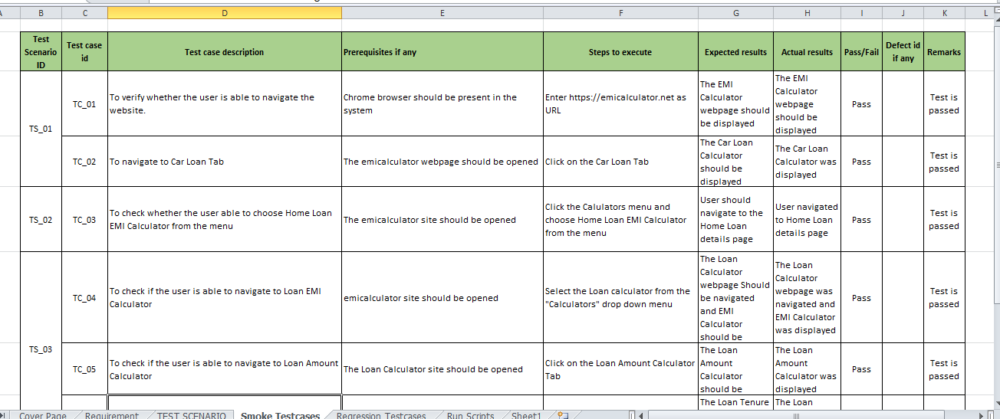 A B C D E F G H I J K L
Test
Scenario
ID
Test case
id
Test case description
Prerequisites if any
Steps to execute
Expected results
Actual results
Pass/Fail
Defect id
if any
Remarks
TS_01
TC_01
To verify whether the user is able to navigate the
website.
Chrome browser should be present in the
system
Enter https://emicalculator.net as
URL
The EMI
Calculator
webpage should
be displayed
The EMI
Calculator
webpage
should be
displayed
Pass
Test is
passed
TC_02
To navigate to Car Loan Tab
The emicalculator webpage should be opened
Click on the Car Loan Tab
The Car Loan
Calculator
should be
displayed
The Car Loan
Calculator was
displayed
Pass
Test is
passed
TS_02
TC_03
To check whether the user able to choose Home Loan
EMI Calculator from the menu
The emicalculator site should be opened
Click the Calulators menu and
choose Home Loan EMI Calculator
from the menu
User should
navigate to the
Home Loan
details page
User navigated
to Home Loan
details page
Pass
Test is
passed
TS_03
TC_04
To check if the user is able to navigate to Loan EMI
Calculator
emicalculator site should be opened
Select the Loan calculator from the
"Calculators" drop down menu
The Loan
Calculator
webpage Should
be navigated
and EMI
Calculator
should be
The Loan
Calculator
webpage was
navigated and
EMI Calculator
was displayed
Pass
Test is
passed
TC_05
To check if the user is able to navigate to Loan Amount
Calculator
The Loan Calculator site should be opened
Click on the Loan Amount Calculator
Tab
The Loan
Amount
Calculator
should be
The Loan
Amount
Calculator was
displayed
Pass
Test is
passed
The Loan Tenure
The Loan
Cover Page Requirement TEST SCENARIO Smoke Testcases Regression Testcases Run Scripts Sheet1